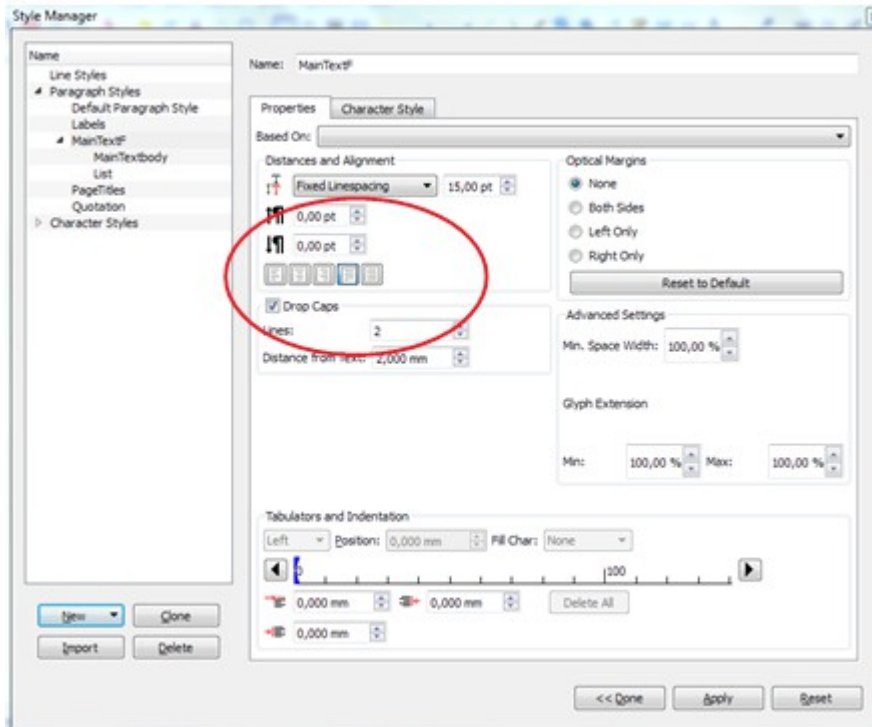 Style Manager
Name
Line Styles
Paragraph Styles
Default Paragraph Style
Labels
MainTextF
MainTextbody
List
PageTitles
Quotation
Character Styles
New
Clone
Import
Delete
Name: MainTextF
Properties Character Style
Based On:
Distances and Alignment
Fixed Linespacing 15,00 pt
0,00 pt
0,00 pt
Drop Caps
Lines: 2
Distance from Text: 2,000 mm
Optical Margins
None
Both Sides
Left Only
Right Only
Reset to Default
Advanced Settings
Min. Space Width: 100,00 %
Glyph Extension
Min: 100,00 % Max: 100,00 %
Tabulators and Indentation
Left Position: 0,000 mm Fill Char: None
0 100
0,000 mm 0,000 mm Delete All
0,000 mm
<< Done Apply Reset